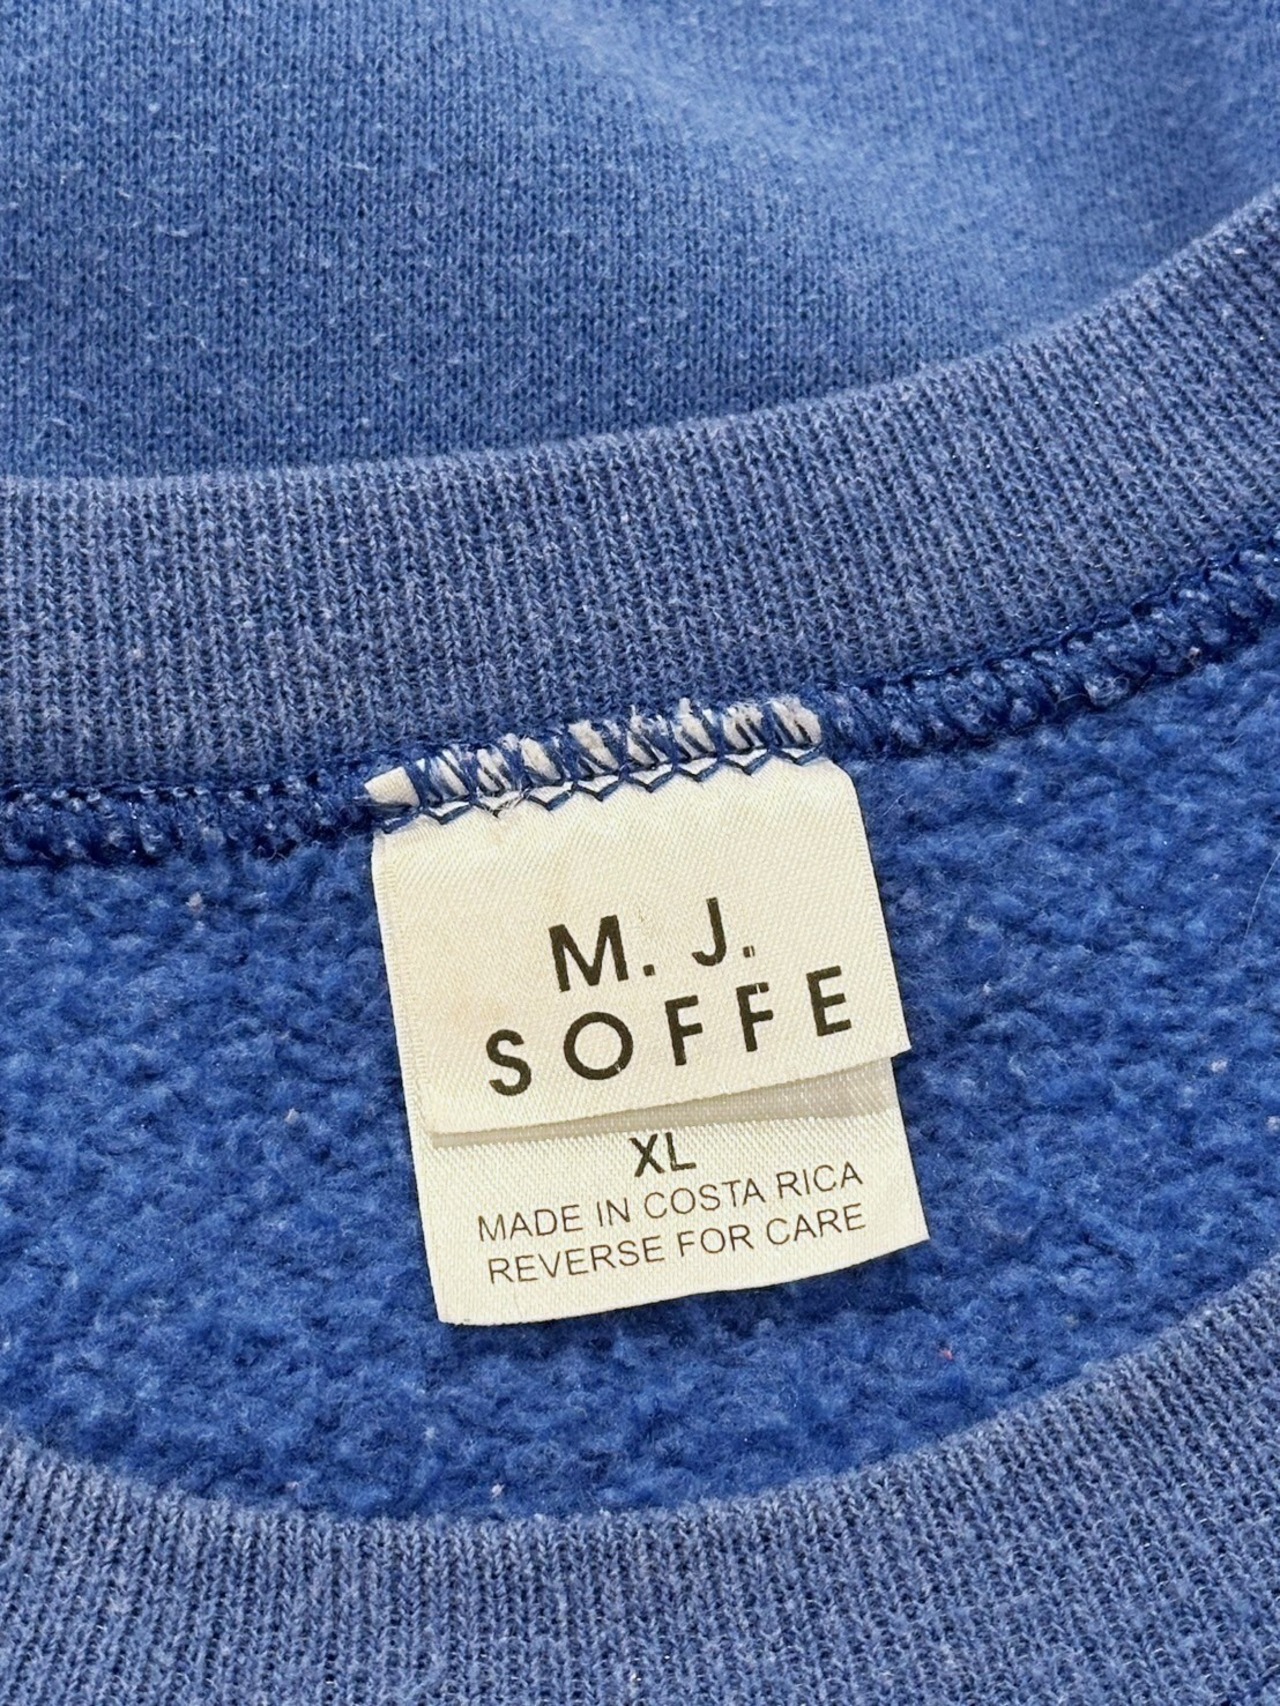 M. J.
SOFFE
XL
MADE IN COSTA RICA
REVERSE FOR CARE